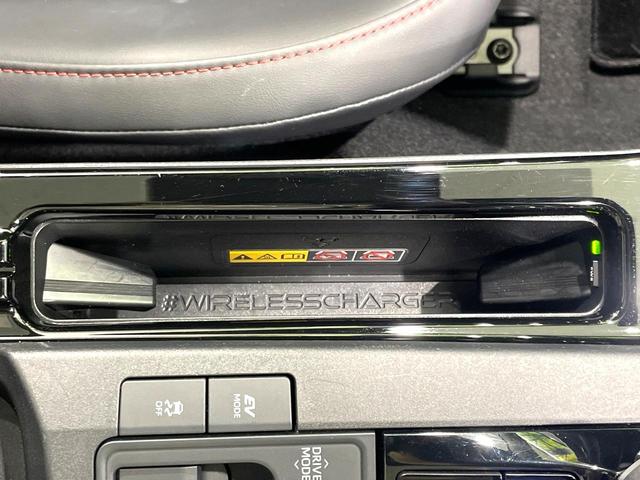 #WIRELESSCHARGER
OFF
EV
MODE
DRIVE
MODE